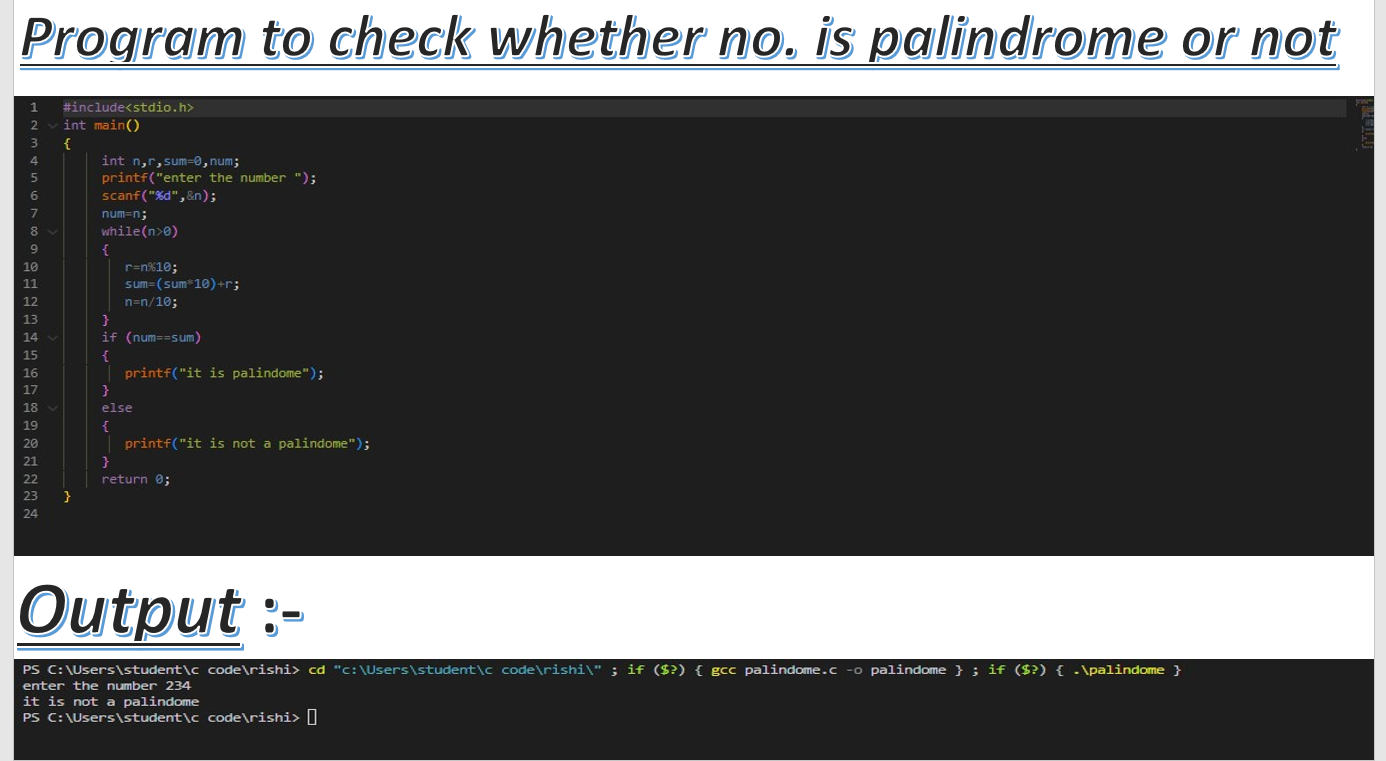 Program to check whether no. is palindrome or not
1 #include<stdio.h>
2 int main()
3 {
4 int n,r,sum=0,num;
5 printf("enter the number ");
6 scanf("%d",&n);
7 num=n;
8 while(n>0)
9 {
10 r=n%10;
11 sum=(sum*10)+r;
12 n=n/10;
13 }
14 if (num==sum)
15 {
16 printf("it is palindome");
17 }
18 else
19 {
20 printf("it is not a palindome");
21 }
22 return 0;
23 }
24
Output :-
PS C:\Users\student\c code\rishi> cd "c:\Users\student\c code\rishi\" ; if ($?) { gcc palindome.c -o palindome } ; if ($?) { .\palindome }
enter the number 234
it is not a palindome
PS C:\Users\student\c code\rishi>